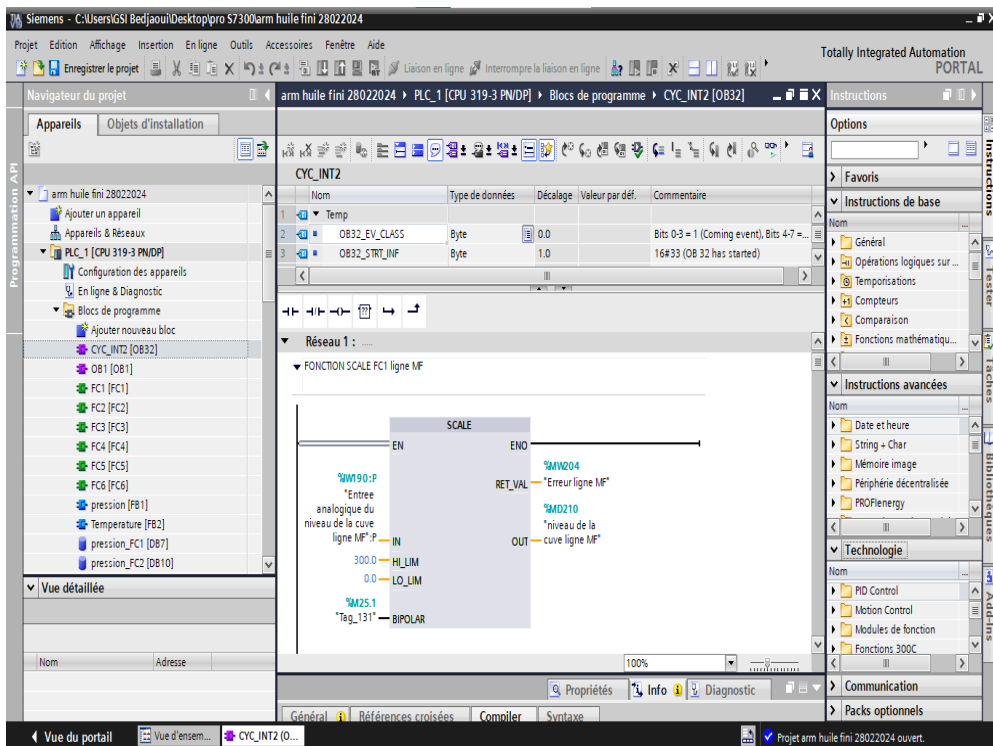 Siemens - C:\Users\GSI Bedjaoui\Desktop\pro S7300\arm huile fini 28022024
Projet Edition Affichage Insertion En ligne Outils Accessoires Fenêtre Aide
Totally Integrated Automation
PORTAL
Enregistrer le projet
Liaison en ligne
Interrompre la liaison en ligne
Navigateur du projet
Appareils
Objets d'installation
Programmation API
arm huile fini 28022024
Ajouter un appareil
Appareils & Réseaux
PLC_1 [CPU 319-3 PN/DP]
Configuration des appareils
En ligne & Diagnostic
Blocs de programme
Ajouter nouveau bloc
CYC_INT2 [OB32]
OB1 [OB1]
FC1 [FC1]
FC2 [FC2]
FC3 [FC3]
FC4 [FC4]
FC5 [FC5]
FC6 [FC6]
pression [FB1]
Temperature [FB2]
pression_FC1 [DB7]
pression_FC2 [DB10]
Vue détaillée
Nom Adresse
arm huile fini 28022024 PLC_1 [CPU 319-3 PN/DP] Blocs de programme CYC_INT2 [OB32]
CYC_INT2
Nom Type de données Décalage Valeur par déf. Commentaire
1 Temp
2 OB32_EV_CLASS Byte 0.0 Bits 0-3 = 1 (Coming event), Bits 4-7 =...
3 OB32_STRT_INF Byte 1.0 16#33 (OB 32 has started)
Réseau 1 : .....
FONCTION SCALE FC1 ligne MF
SCALE
EN ENO
%IW190:P
"Entree
analogique du
niveau de la cuve
ligne MF":P
IN
300.0 HI_LIM
0.0 LO_LIM
%M25.1
"Tag_131"
BIPOLAR
%MW204
RET_VAL "Erreur ligne MF"
%MD210
"niveau de la
OUT cuve ligne MF"
100%
Propriétés Info Diagnostic
Général Références croisées Compiler Syntaxe
Instructions
Options
Favoris
Instructions de base
Nom ...
Général
Opérations logiques sur ...
Temporisations
Compteurs
Comparaison
Fonctions mathématiqu...
Instructions avancées
Nom ...
Date et heure
String + Char
Mémoire image
Périphérie décentralisée
PROFIenergy
Technologie
Nom ...
PID Control
Motion Control
Modules de fonction
Fonctions 300C
Communication
Packs optionnels
Instructions
Tester
Tâches
Bibliothèques
Add-Ins
Vue du portail
Vue d'ensem...
CYC_INT2 (O...
Projet arm huile fini 28022024 ouvert.